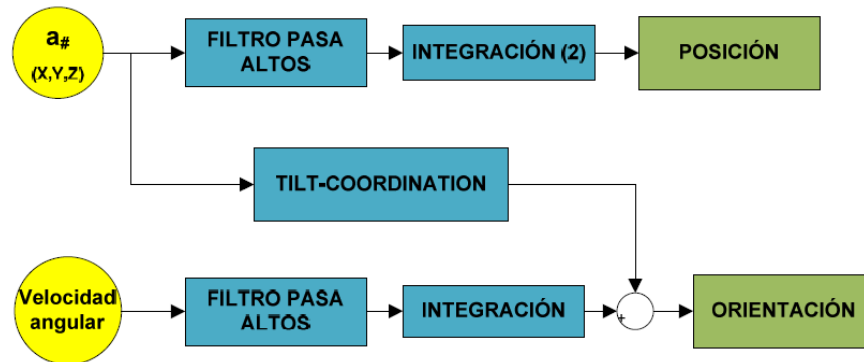 a#
(X,Y,Z)
FILTRO PASA
ALTOS
INTEGRACIÓN (2)
POSICIÓN
TILT-COORDINATION
Velocidad
angular
FILTRO PASA
ALTOS
INTEGRACIÓN
+
ORIENTACIÓN